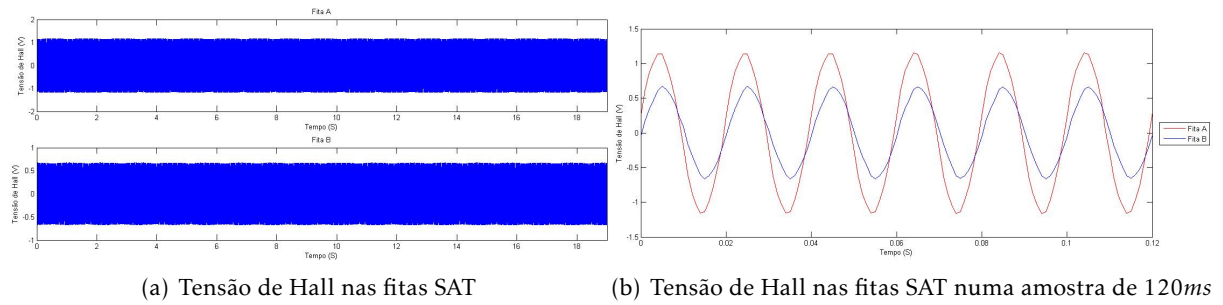 Fita A
Tensão de Hall (V)
2
1
0
-1
-2
0 2 4 6 8 10 12 14 16 18
Tempo (S)
Fita B
Tensão de Hall (V)
1
0.5
0
-0.5
-1
0 2 4 6 8 10 12 14 16 18
Tempo (S)
(a) Tensão de Hall nas fitas SAT
Tensão de Hall (V)
1.5
1
0.5
0
-0.5
-1
-1.5
0 0.02 0.04 0.06 0.08 0.1 0.12
Tempo (S)
Fita A
Fita B
(b) Tensão de Hall nas fitas SAT numa amostra de 120ms